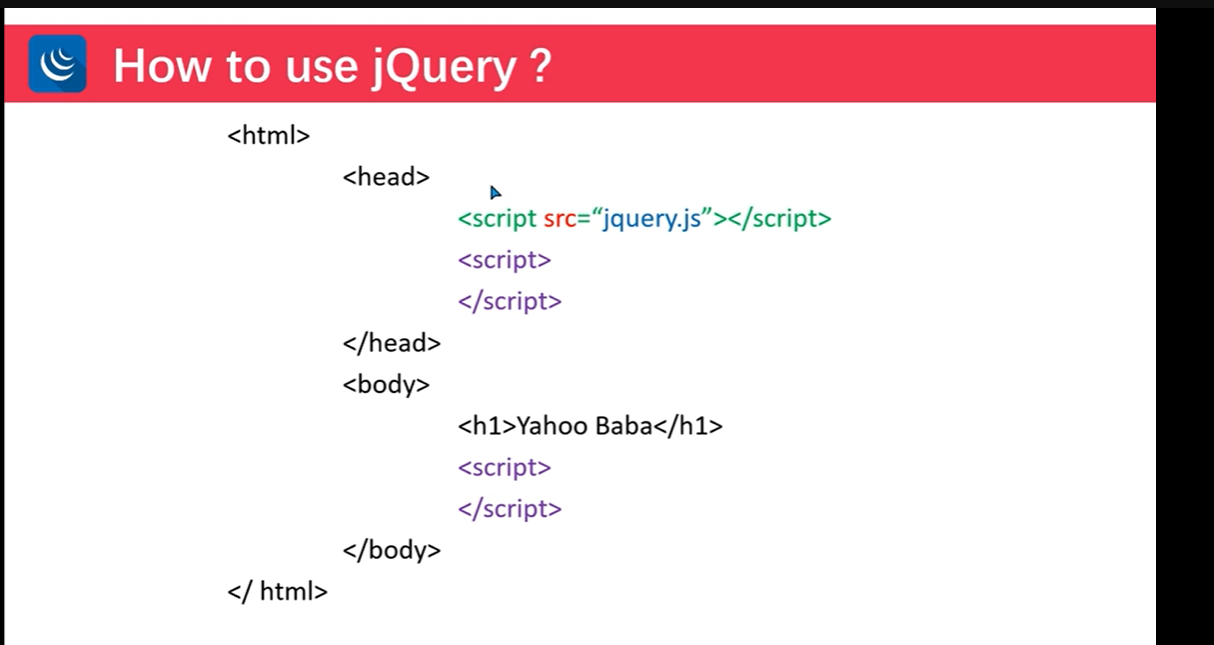 How to use jQuery ?
<html>
<head>
<script src=“jquery.js”></script>
<script>
</script>
</head>
<body>
<h1>Yahoo Baba</h1>
<script>
</script>
</body>
</ html>